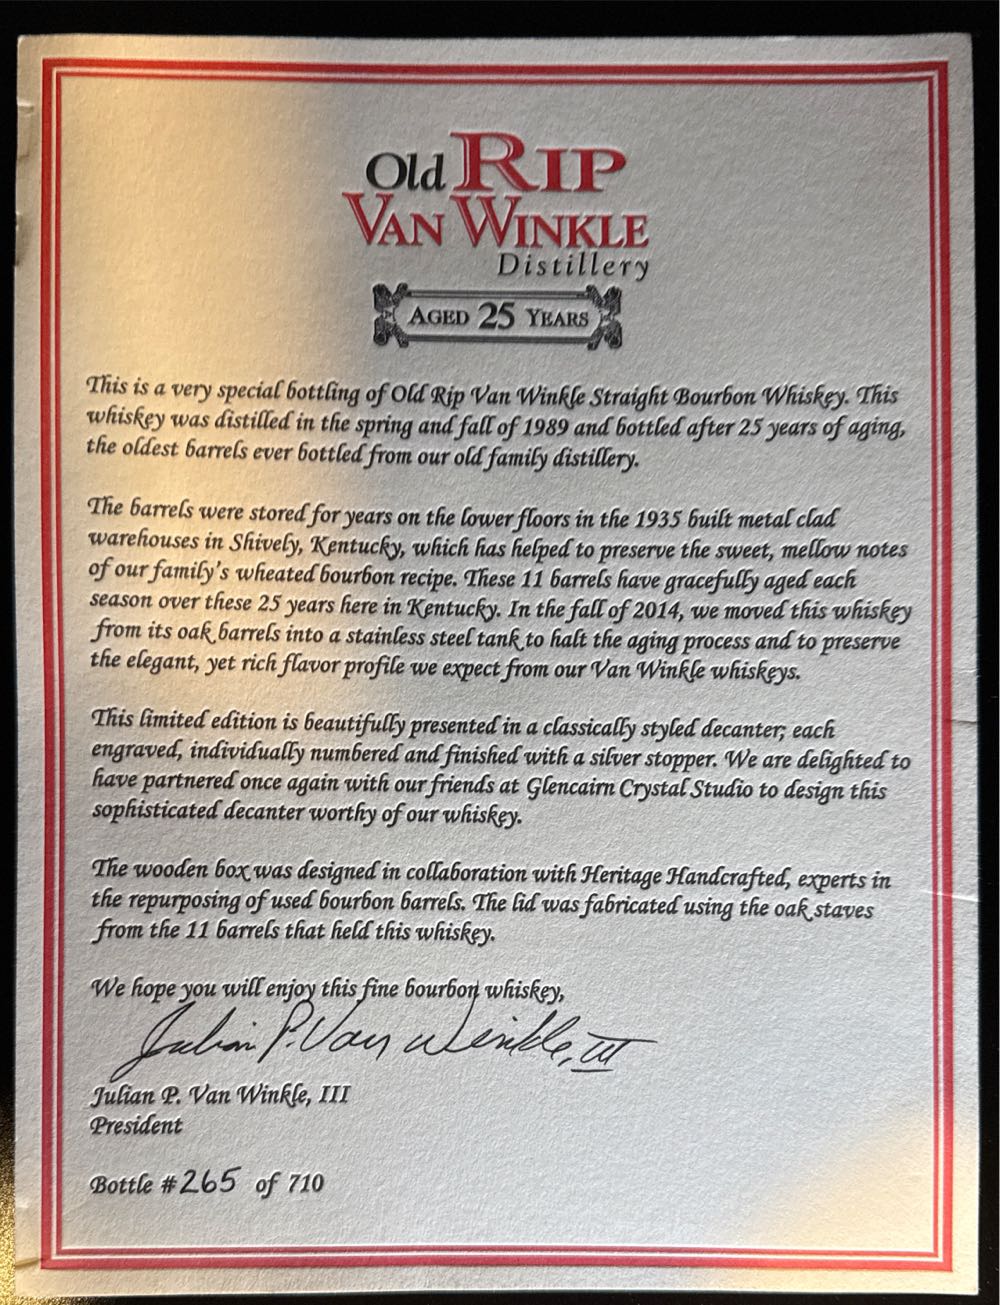 Old RIP
VAN WINKLE
Distillery
AGED 25 YEARS
This is a very special bottling of Old Rip Van Winkle Straight Bourbon Whiskey. This
whiskey was distilled in the spring and fall of 1989 and bottled after 25 years of aging,
the oldest barrels ever bottled from our old family distillery.
The barrels were stored for years on the lower floors in the 1935 built metal clad
warehouses in Shively, Kentucky, which has helped to preserve the sweet, mellow notes
of our family's wheated bourbon recipe. These 11 barrels have gracefully aged each
season over these 25 years here in Kentucky. In the fall of 2014, we moved this whiskey
from its oak barrels into a stainless steel tank to halt the aging process and to preserve
the elegant, yet rich flavor profile we expect from our Van Winkle whiskeys.
This limited edition is beautifully presented in a classically styled decanter; each
engraved, individually numbered and finished with a silver stopper. We are delighted to
have partnered once again with our friends at Glencairn Crystal Studio to design this
sophisticated decanter worthy of our whiskey.
The wooden box was designed in collaboration with Heritage Handcrafted, experts in
the repurposing of used bourbon barrels. The lid was fabricated using the oak staves
from the 11 barrels that held this whiskey.
We hope you will enjoy this fine bourbon whiskey,
Julian P. Van Winkle, III
Julian P. Van Winkle, III
President
Bottle #265 of 710